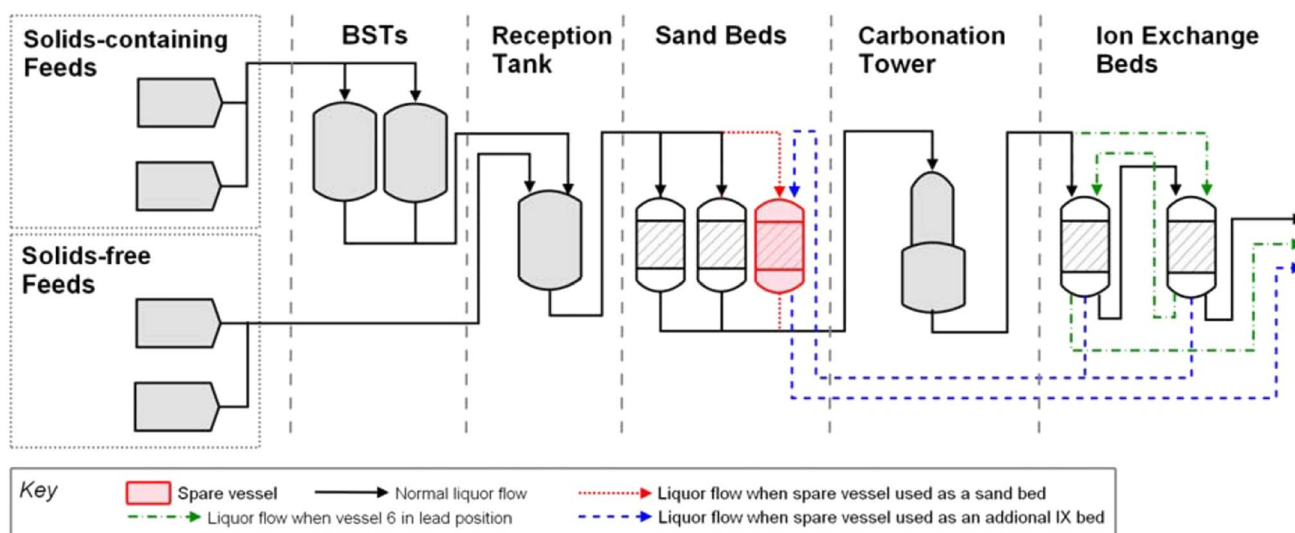 Solids-containing
Feeds
BSTs
Reception
Tank
Sand Beds
Carbonation
Tower
Ion Exchange
Beds
Solids-free
Feeds
Key
Spare vessel
Normal liquor flow
Liquor flow when spare vessel used as a sand bed
Liquor flow when vessel 6 in lead position
Liquor flow when spare vessel used as an addional IX bed